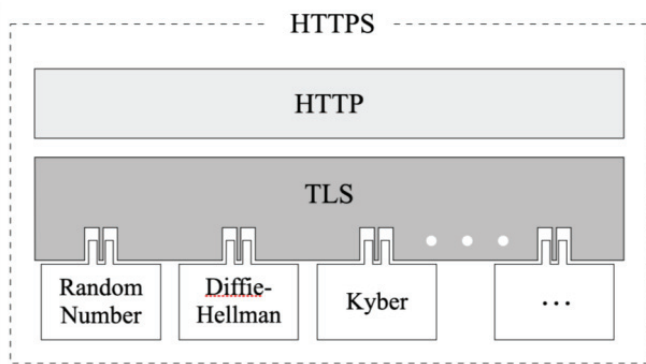 HTTPS
HTTP
TLS
Random
Number
Diffie-
Hellman
Kyber
...